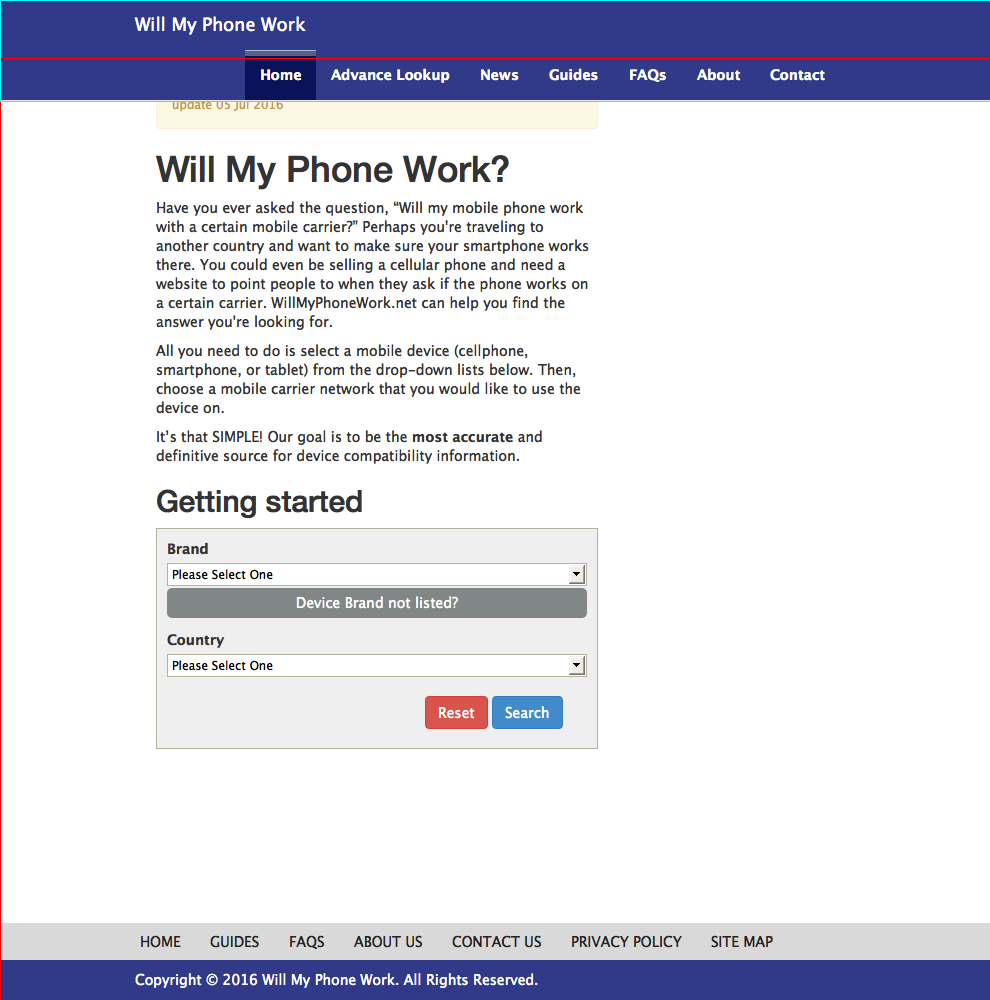 Will My Phone Work
Home Advance Lookup News Guides FAQs About Contact
update 05 Jul 2016
Will My Phone Work?
Have you ever asked the question, “Will my mobile phone work
with a certain mobile carrier?” Perhaps you're traveling to
another country and want to make sure your smartphone works
there. You could even be selling a cellular phone and need a
website to point people to when they ask if the phone works on
a certain carrier. WillMyPhoneWork.net can help you find the
answer you're looking for.
All you need to do is select a mobile device (cellphone,
smartphone, or tablet) from the drop-down lists below. Then,
choose a mobile carrier network that you would like to use the
device on.
It’s that SIMPLE! Our goal is to be the most accurate and
definitive source for device compatibility information.
Getting started
Brand
Please Select One
Device Brand not listed?
Country
Please Select One
Reset Search
HOME GUIDES FAQS ABOUT US CONTACT US PRIVACY POLICY SITE MAP
Copyright © 2016 Will My Phone Work. All Rights Reserved.